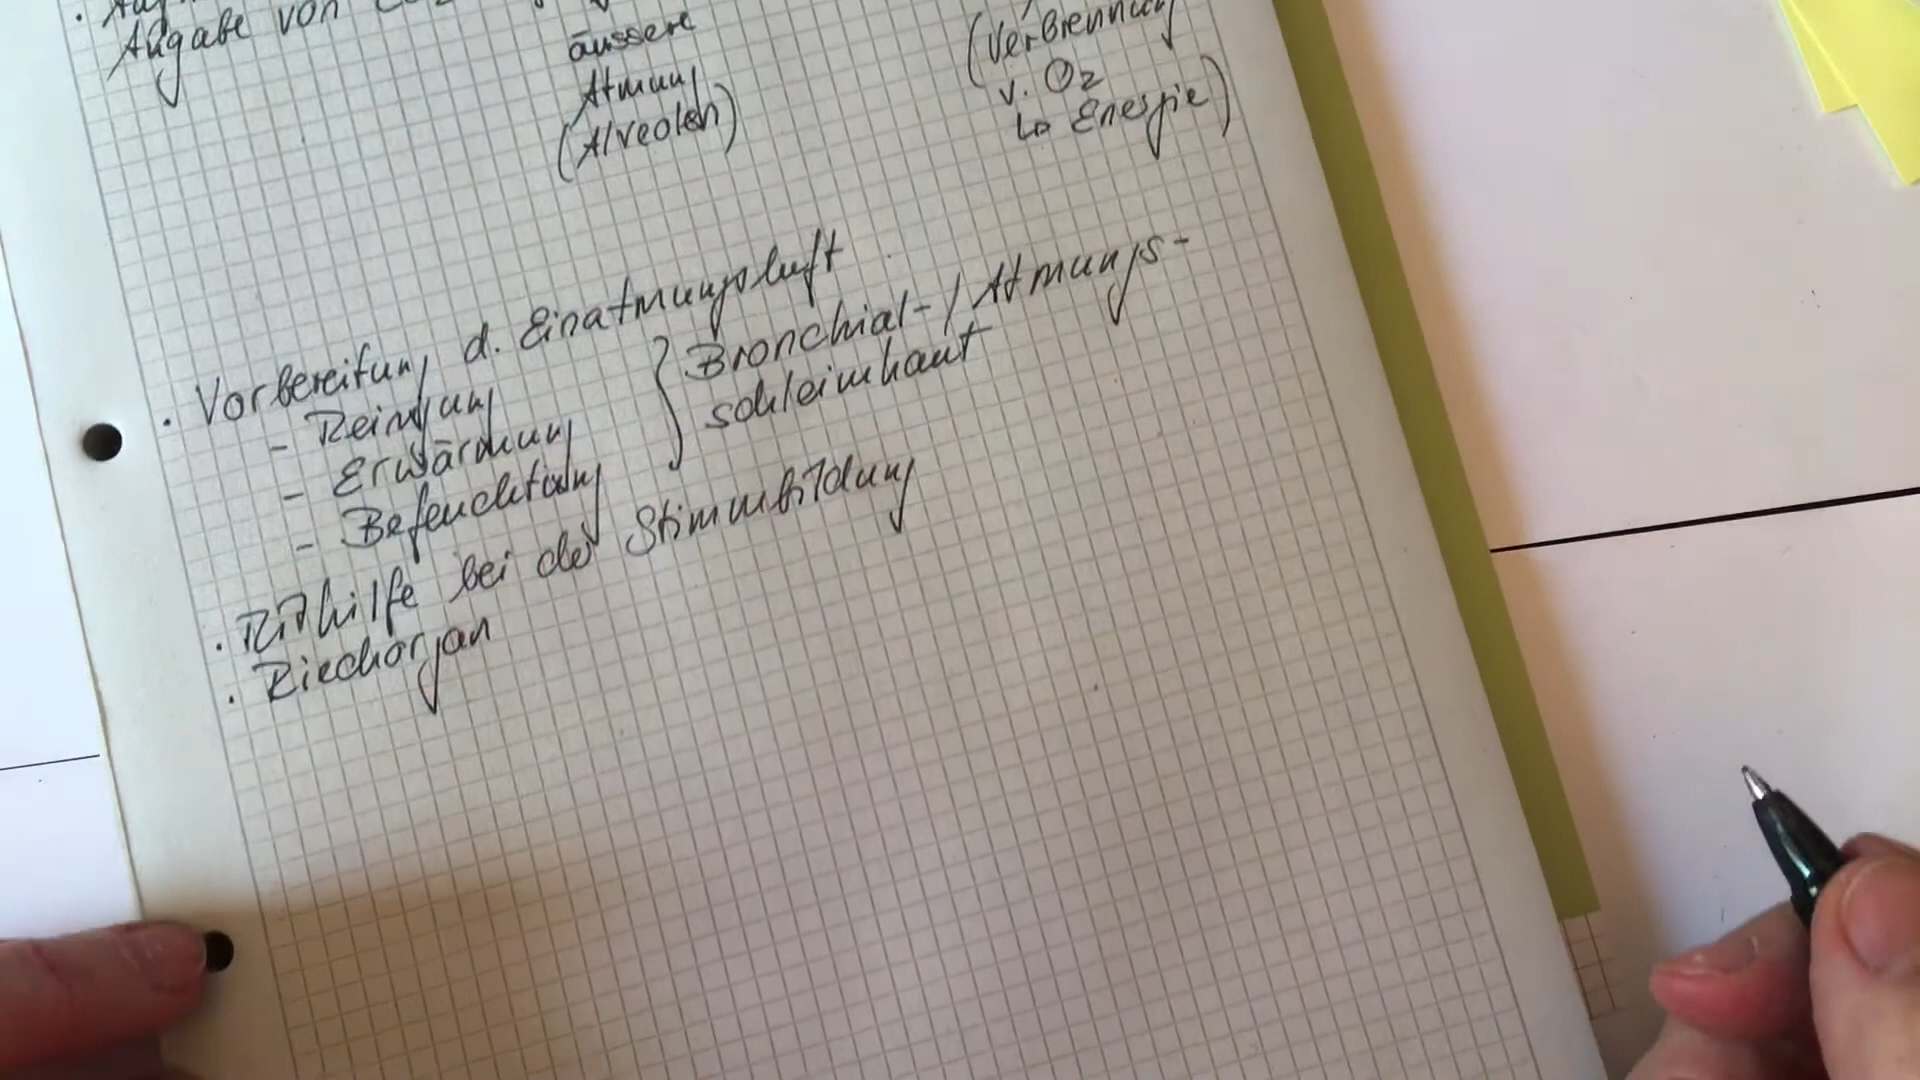 Abgabe von CO2
äussere
Atmung
(Alveolen)
(Verbrennung
v. O2
↳ Energie)
· Vorbereitung d. Einatmungsluft
- Reinigung
- Erwärmung
- Befeuchtung
} Bronchial-/Atmungs-
schleimhaut
· Mithilfe bei der Stimmbildung
· Riechorgan